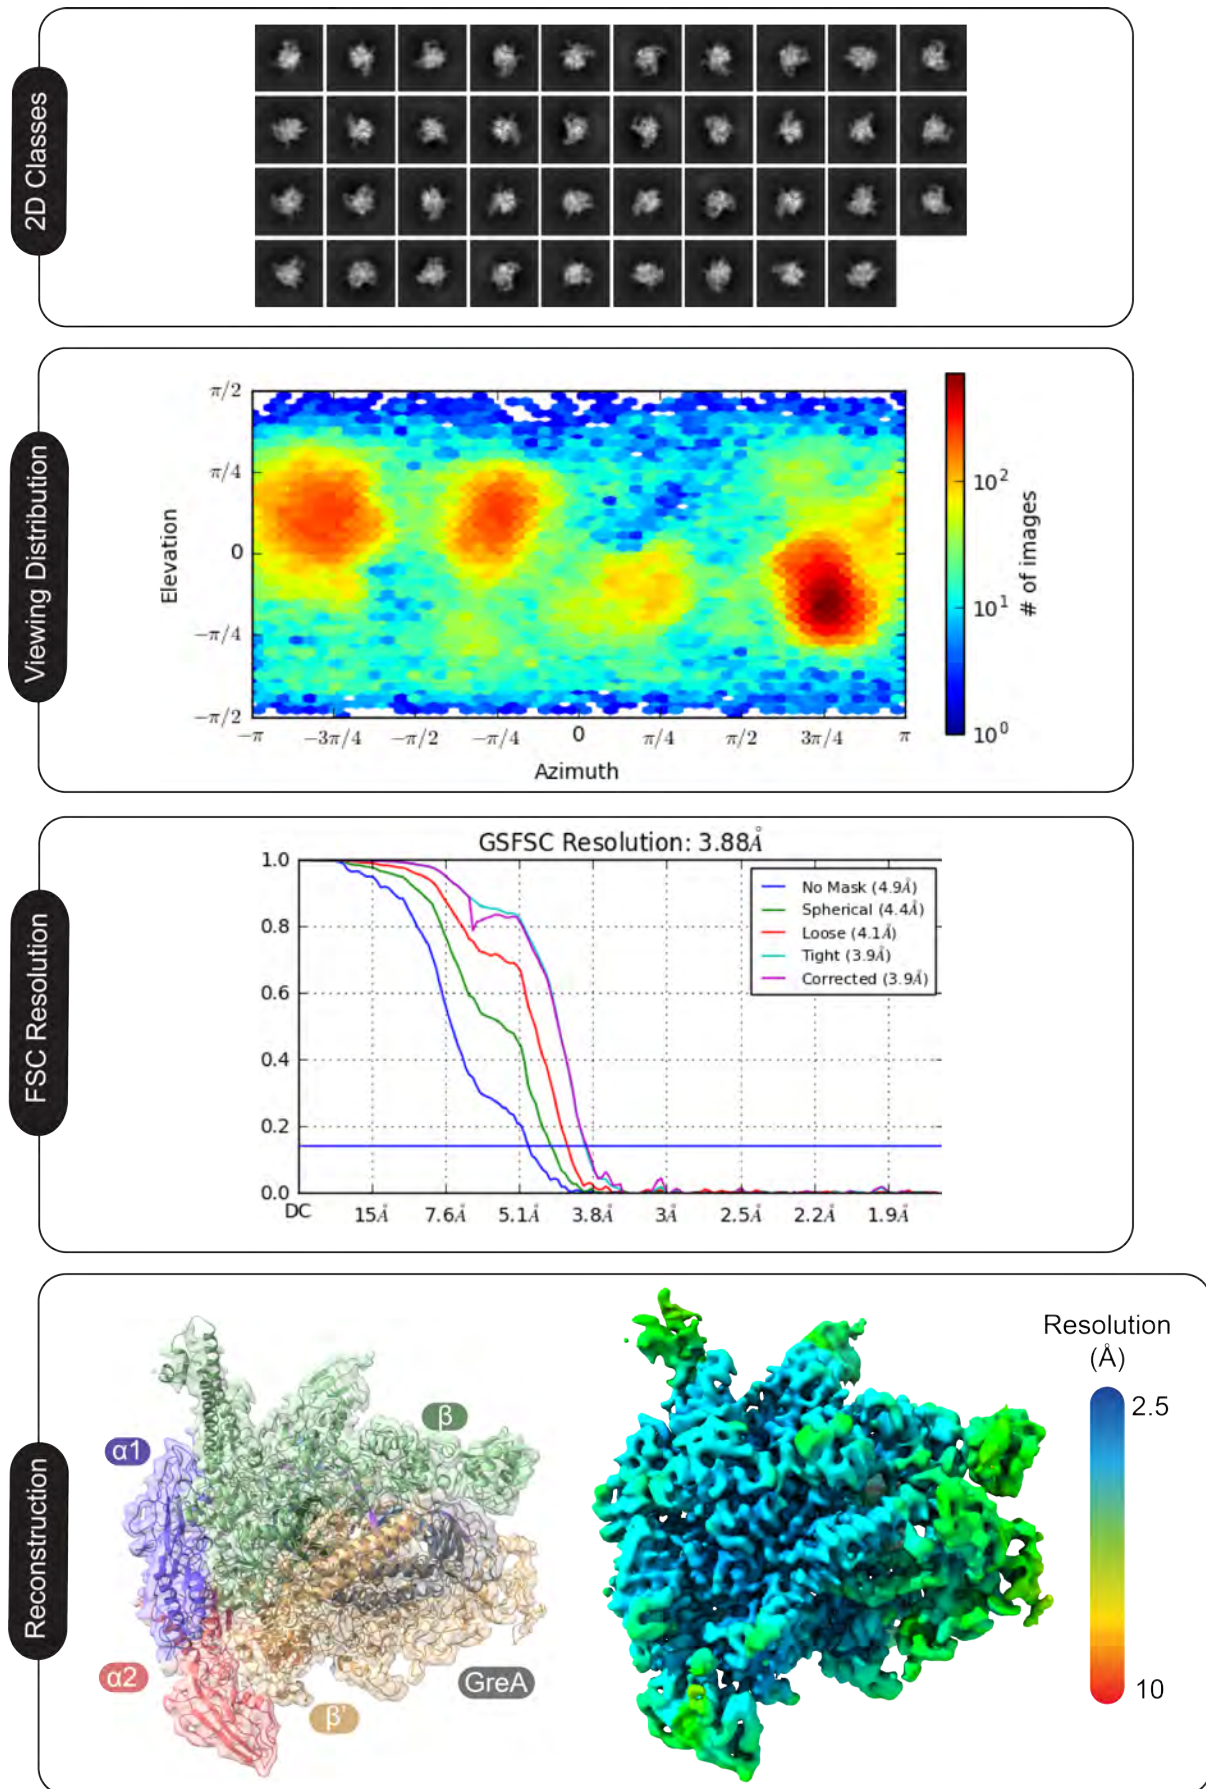 2D Classes
Viewing Distribution
π/2
π/4
0
−π/4
−π/2
Elevation
−π
−3π/4
−π/2
−π/4
0
π/4
π/2
3π/4
π
Azimuth
10²
10¹
10⁰
# of images
FSC Resolution
GSFSC Resolution: 3.88Å
1.0
0.8
0.6
0.4
0.2
0.0
No Mask (4.9Å)
Spherical (4.4Å)
Loose (4.1Å)
Tight (3.9Å)
Corrected (3.9Å)
DC
15Å
7.6Å
5.1Å
3.8Å
3Å
2.5Å
2.2Å
1.9Å
Reconstruction
α1
β
α2
β'
GreA
Resolution
(Å)
2.5
10